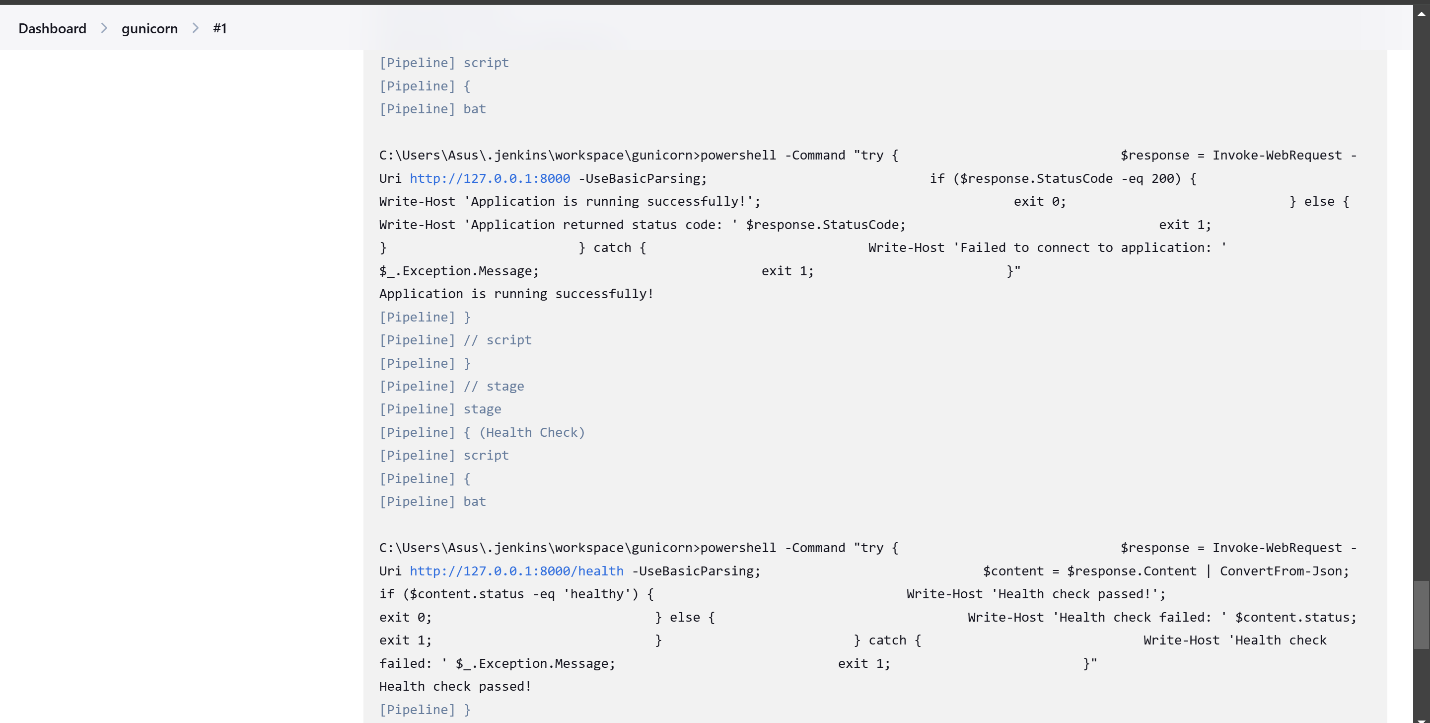 Dashboard > gunicorn > #1
[Pipeline] script
[Pipeline] {
[Pipeline] bat
C:\Users\Asus\.jenkins\workspace\gunicorn>powershell -Command "try { $response = Invoke-WebRequest -
Uri http://127.0.0.1:8000 -UseBasicParsing; if ($response.StatusCode -eq 200) {
Write-Host 'Application is running successfully!'; exit 0; } else {
Write-Host 'Application returned status code: ' $response.StatusCode; exit 1;
} } catch { Write-Host 'Failed to connect to application: '
$_.Exception.Message; exit 1; }"
Application is running successfully!
[Pipeline] }
[Pipeline] // script
[Pipeline] }
[Pipeline] // stage
[Pipeline] stage
[Pipeline] { (Health Check)
[Pipeline] script
[Pipeline] {
[Pipeline] bat
C:\Users\Asus\.jenkins\workspace\gunicorn>powershell -Command "try { $response = Invoke-WebRequest -
Uri http://127.0.0.1:8000/health -UseBasicParsing; $content = $response.Content | ConvertFrom-Json;
if ($content.status -eq 'healthy') { Write-Host 'Health check passed!';
exit 0; } else { Write-Host 'Health check failed: ' $content.status;
exit 1; } } catch { Write-Host 'Health check
failed: ' $_.Exception.Message; exit 1; }"
Health check passed!
[Pipeline] }